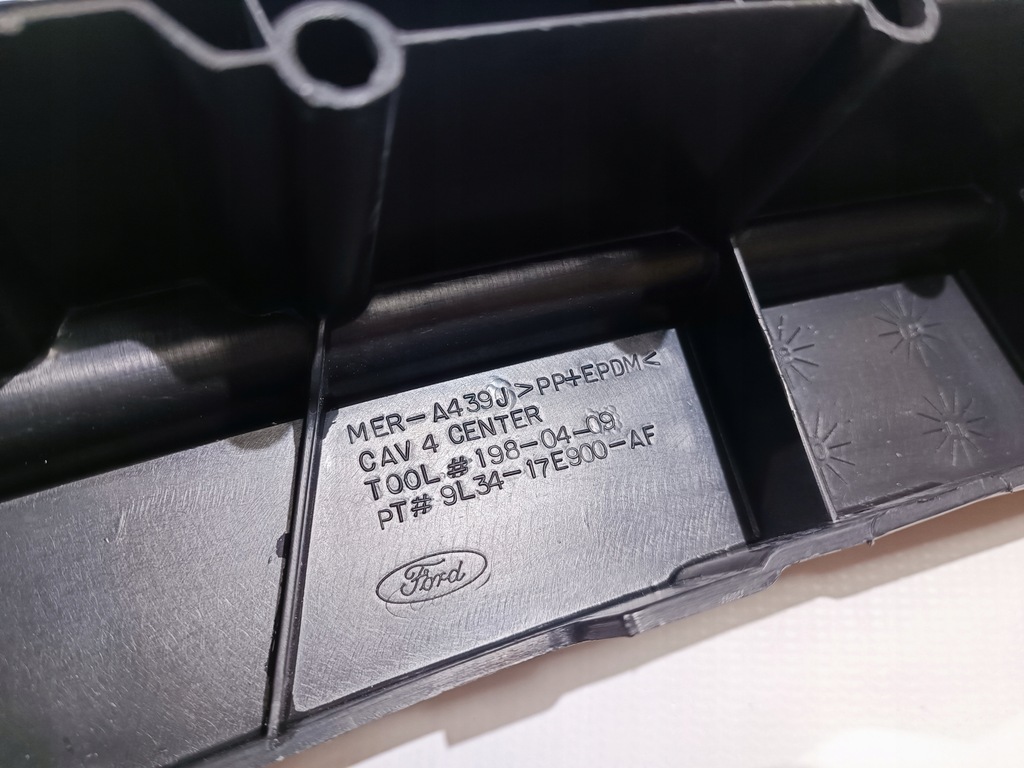 MER-A439J >PP+EPDM<
CAV 4 CENTER
TOOL # 198-04-09
PT# 9L34-17E900-AF
Ford